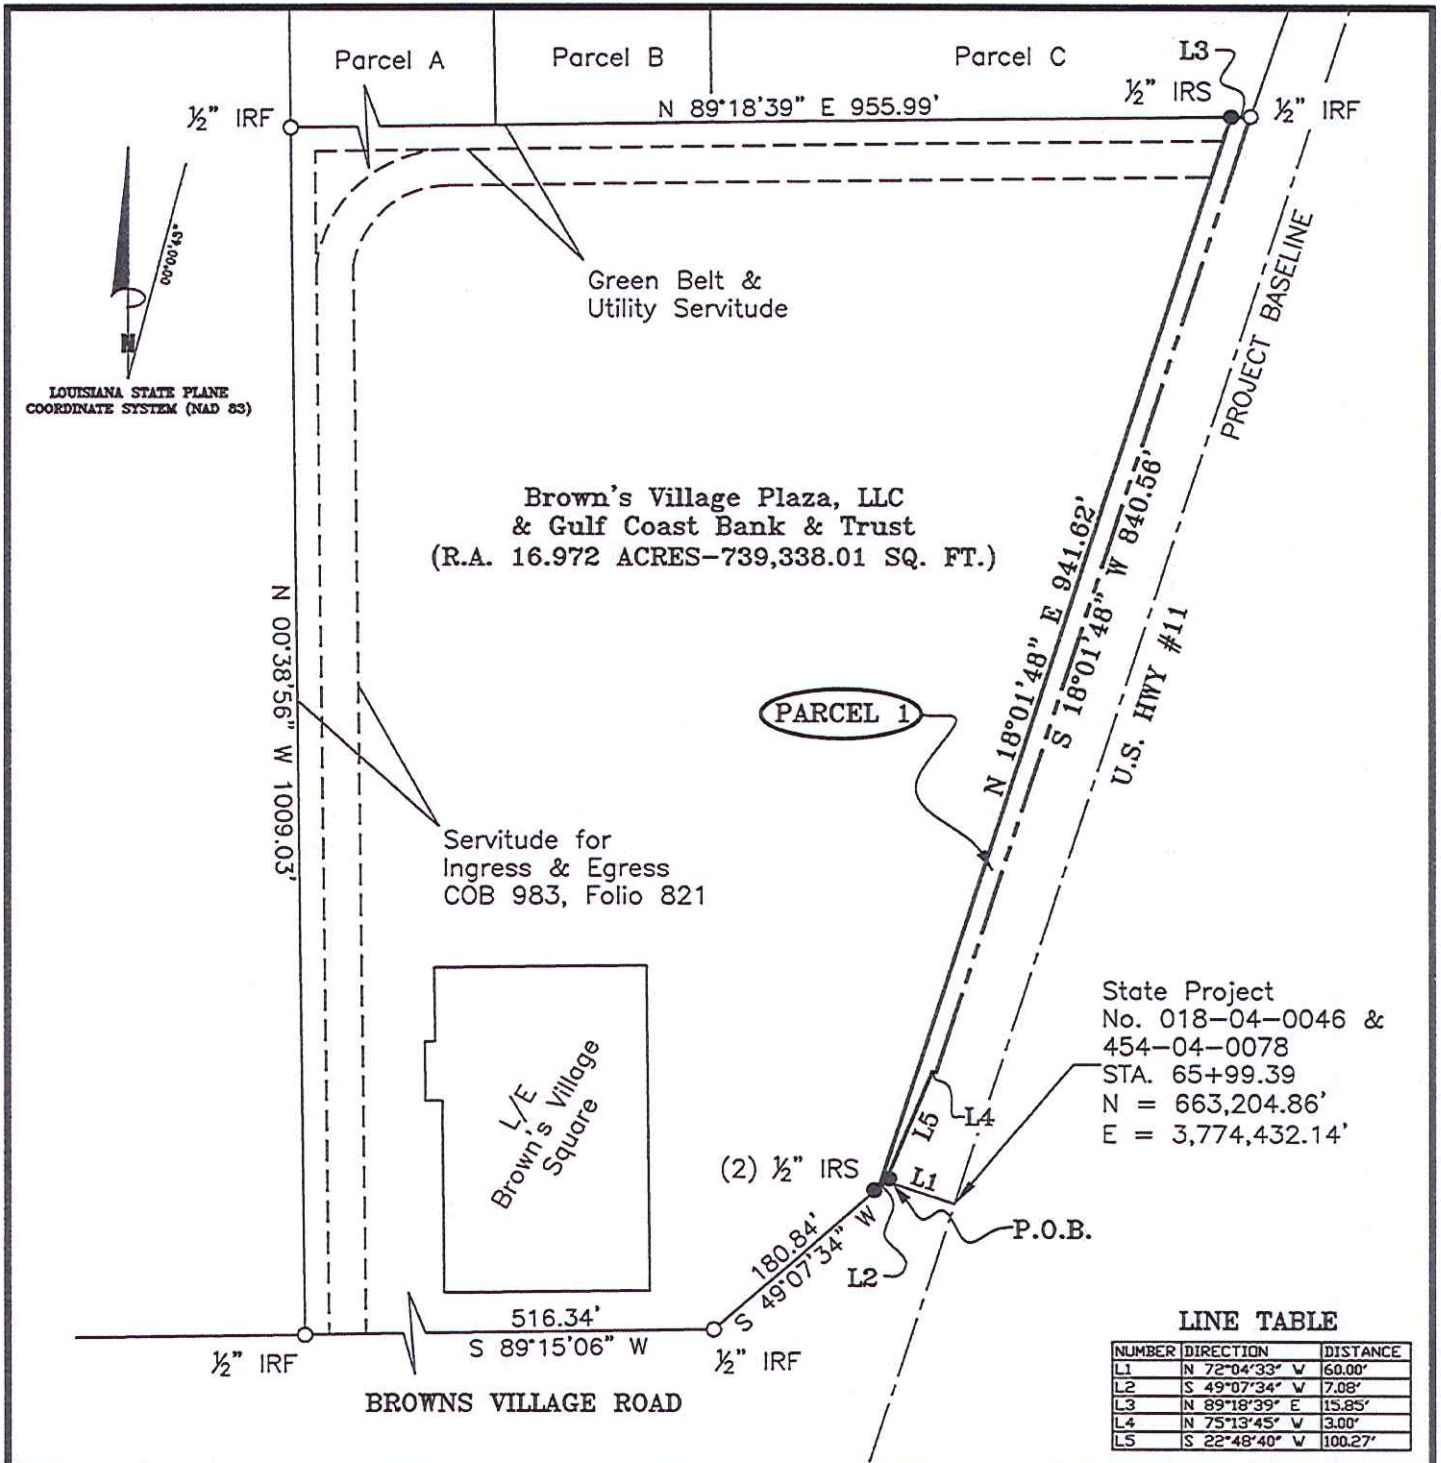 Parcel A
Parcel B
Parcel C
L3
½" IRS
½" IRF
½" IRF
N 89°18'39" E 955.99'
00°00'43"
N
LOUISIANA STATE PLANE
COORDINATE SYSTEM (NAD 83)
Green Belt &
Utility Servitude
PROJECT BASELINE
Brown's Village Plaza, LLC
& Gulf Coast Bank & Trust
(R.A. 16.972 ACRES-739,338.01 SQ. FT.)
N 18°01'48" E 941.62'
S 18°01'48" W 840.56'
U.S. HWY #11
N 00°38'56" W 1009.03'
PARCEL 1
Servitude for
Ingress & Egress
COB 983, Folio 821
State Project
No. 018-04-0046 &
454-04-0078
STA. 65+99.39
N = 663,204.86'
E = 3,774,432.14'
L/E
Brown's Village
Square
L5
L4
(2) ½" IRS
L1
P.O.B.
L2
180.84'
S 49°07'34" W
516.34'
S 89°15'06" W
½" IRF
½" IRF
BROWNS VILLAGE ROAD
LINE TABLE
NUMBER DIRECTION DISTANCE
L1 N 72°04'33" W 60.00'
L2 S 49°07'34" W 7.08'
L3 N 89°18'39" E 15.85'
L4 N 75°13'45" W 3.00'
L5 S 22°48'40" W 100.27'